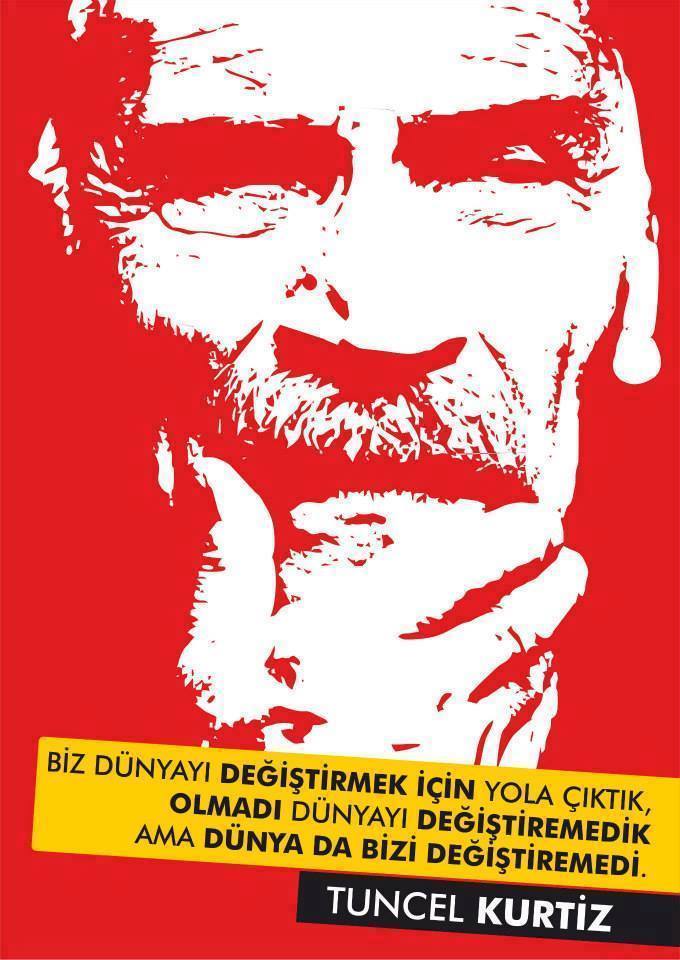 BİZ DÜNYAYI DEĞİŞTİRMEK İÇİN YOLA ÇIKTIK,
OLMADI DÜNYAYI DEĞİŞTİREMEDİK
AMA DÜNYA DA BİZİ DEĞİŞTİREMEDİ.
TUNCEL KURTİZ